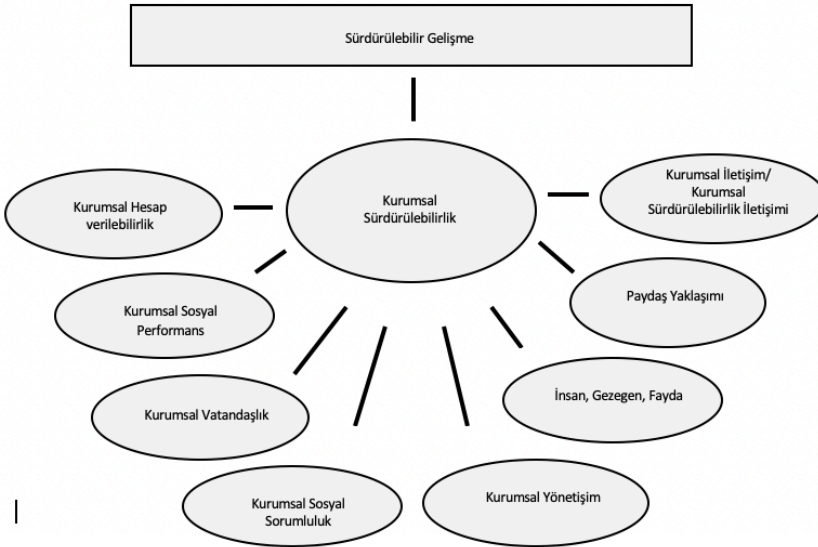 Sürdürülebilir Gelişme
Kurumsal
Sürdürülebilirlik
Kurumsal İletişim/
Kurumsal
Sürdürülebilirlik İletişimi
Kurumsal Hesap
verilebilirlik
Paydaş Yaklaşımı
Kurumsal Sosyal
Performans
İnsan, Gezegen, Fayda
Kurumsal Vatandaşlık
Kurumsal Yönetişim
Kurumsal Sosyal
Sorumluluk